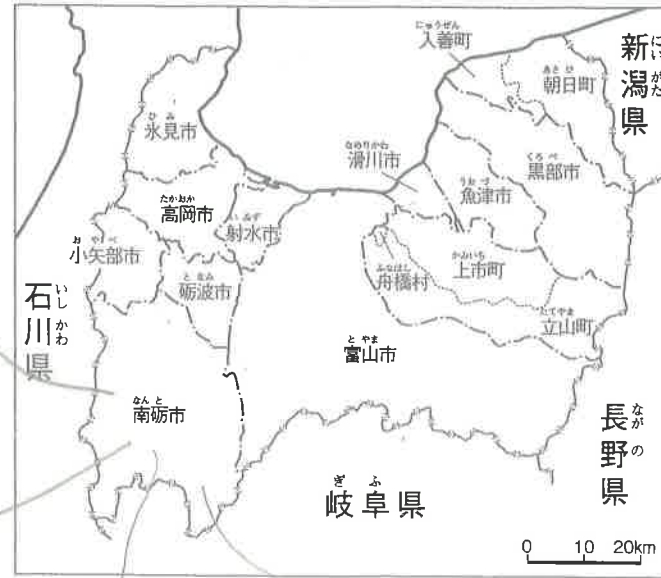 にゅうぜん
入善町
にいがた
新潟県
あさひ
朝日町
ひみ
氷見市
なめりかわ
滑川市
くろべ
黒部市
うおづ
魚津市
たかおか
高岡市
いみず
射水市
おやべ
小矢部市
となみ
砺波市
かみいち
上市町
ふなはし
舟橋村
たてやま
立山町
いしかわ
石川県
とやま
富山市
なんと
南砺市
ながの
長野県
ぎふ
岐阜県
0 10 20km